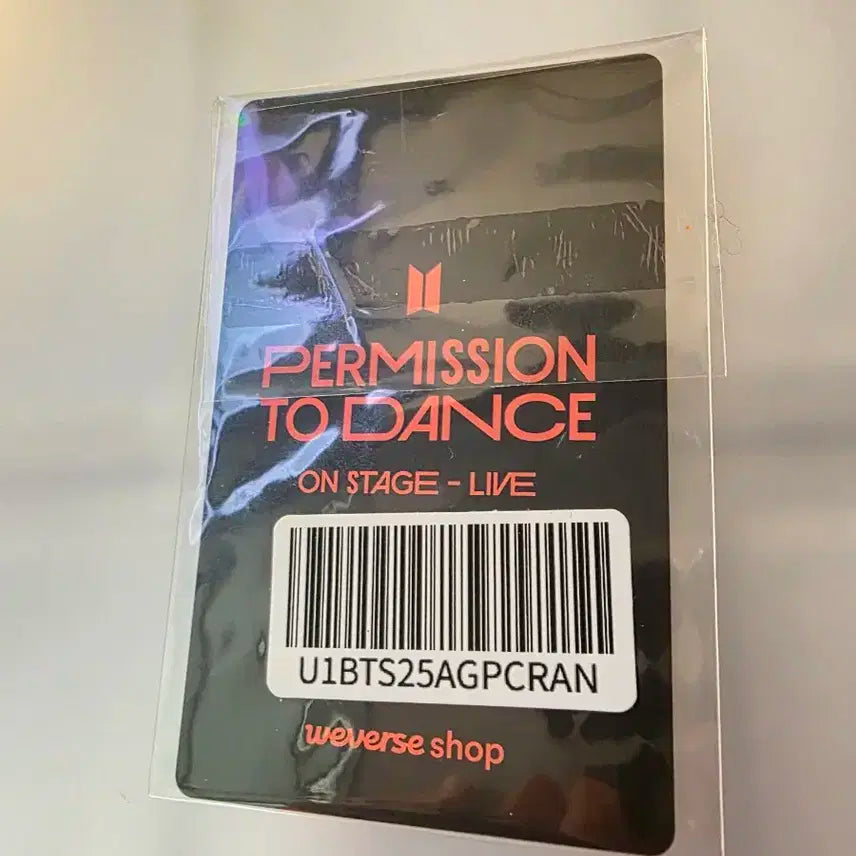 PERMISSION
TO DANCE
ON STAGE - LIVE
U1BTS25AGPCRAN
weverse shop